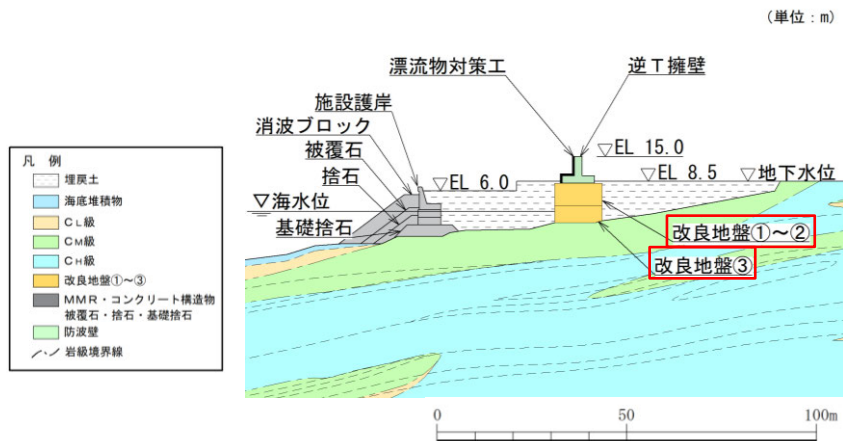 (単位:m)
漂流物対策工
逆T擁壁
施設護岸
消波ブロック
被覆石
捨石
基礎捨石
▽海水位
▽EL 6.0
▽EL 15.0
▽EL 8.5
▽地下水位
改良地盤①~②
改良地盤③
凡 例
埋戻土
海底堆積物
CL級
CM級
CH級
改良地盤①~③
MMR・コンクリート構造物
被覆石・捨石・基礎捨石
防波壁
岩級境界線
0
50
100m